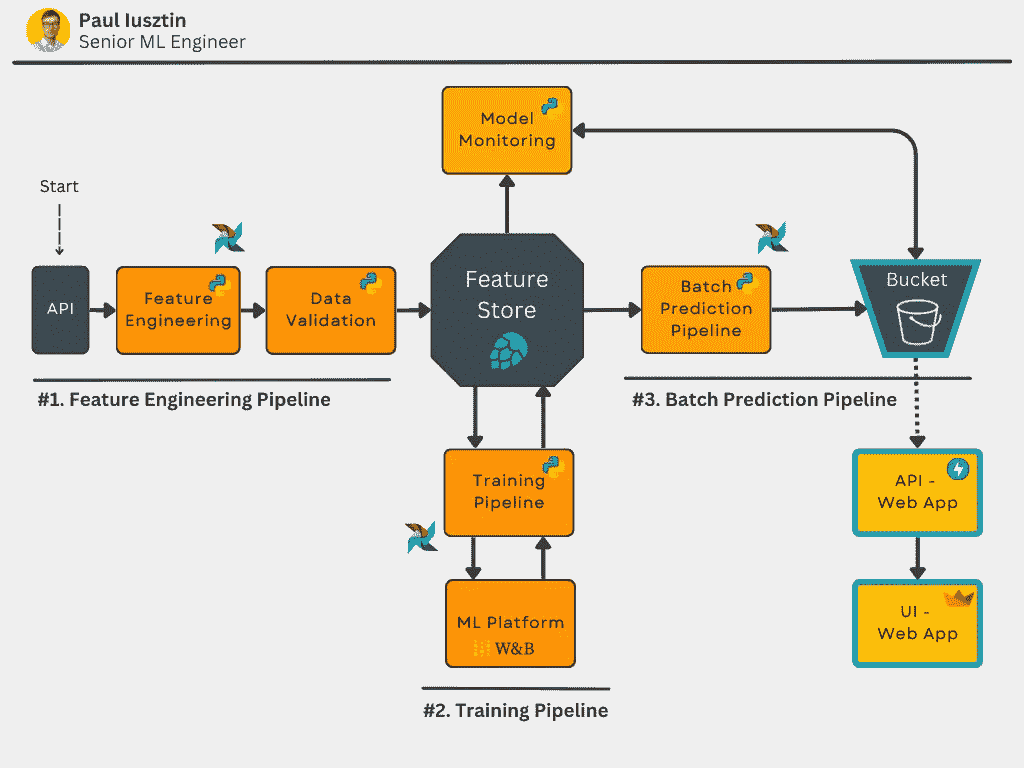 Paul Iusztin
Senior ML Engineer
Model
Monitoring
Start
API
Feature
Engineering
Data
Validation
Feature
Store
Batch
Prediction
Pipeline
Bucket
#1. Feature Engineering Pipeline
#3. Batch Prediction Pipeline
Training
Pipeline
API -
Web App
ML Platform
W&B
UI -
Web App
#2. Training Pipeline